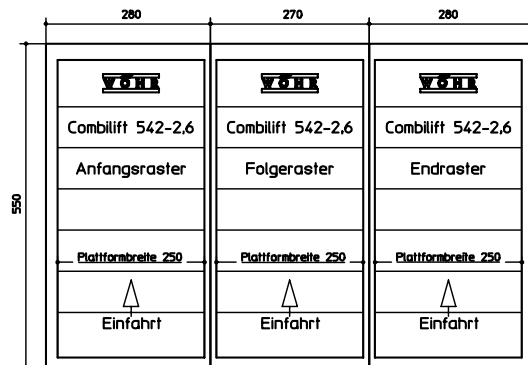 280 270 280
550
WÖHR WÖHR WÖHR
Combilift 542-2,6 Combilift 542-2,6 Combilift 542-2,6
Anfangsraster Folgeraster Endraster
Plattformbreite 250 Plattformbreite 250 Plattformbreite 250
Einfahrt Einfahrt Einfahrt